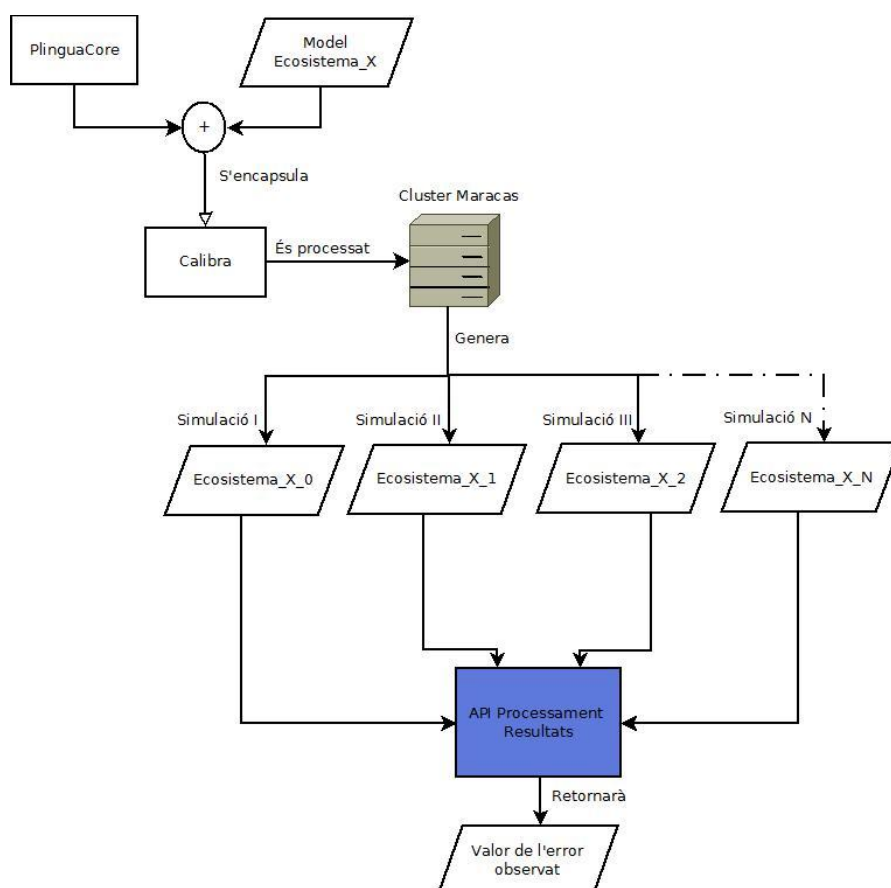 PlinguaCore
Model
Ecosistema_X
+
S'encapsula
Cluster Maracas
Calibra
És processat
Genera
Simulació I
Simulació II
Simulació III
Simulació N
Ecosistema_X_0
Ecosistema_X_1
Ecosistema_X_2
Ecosistema_X_N
API Processament
Resultats
Retornarà
Valor de l'error
observat